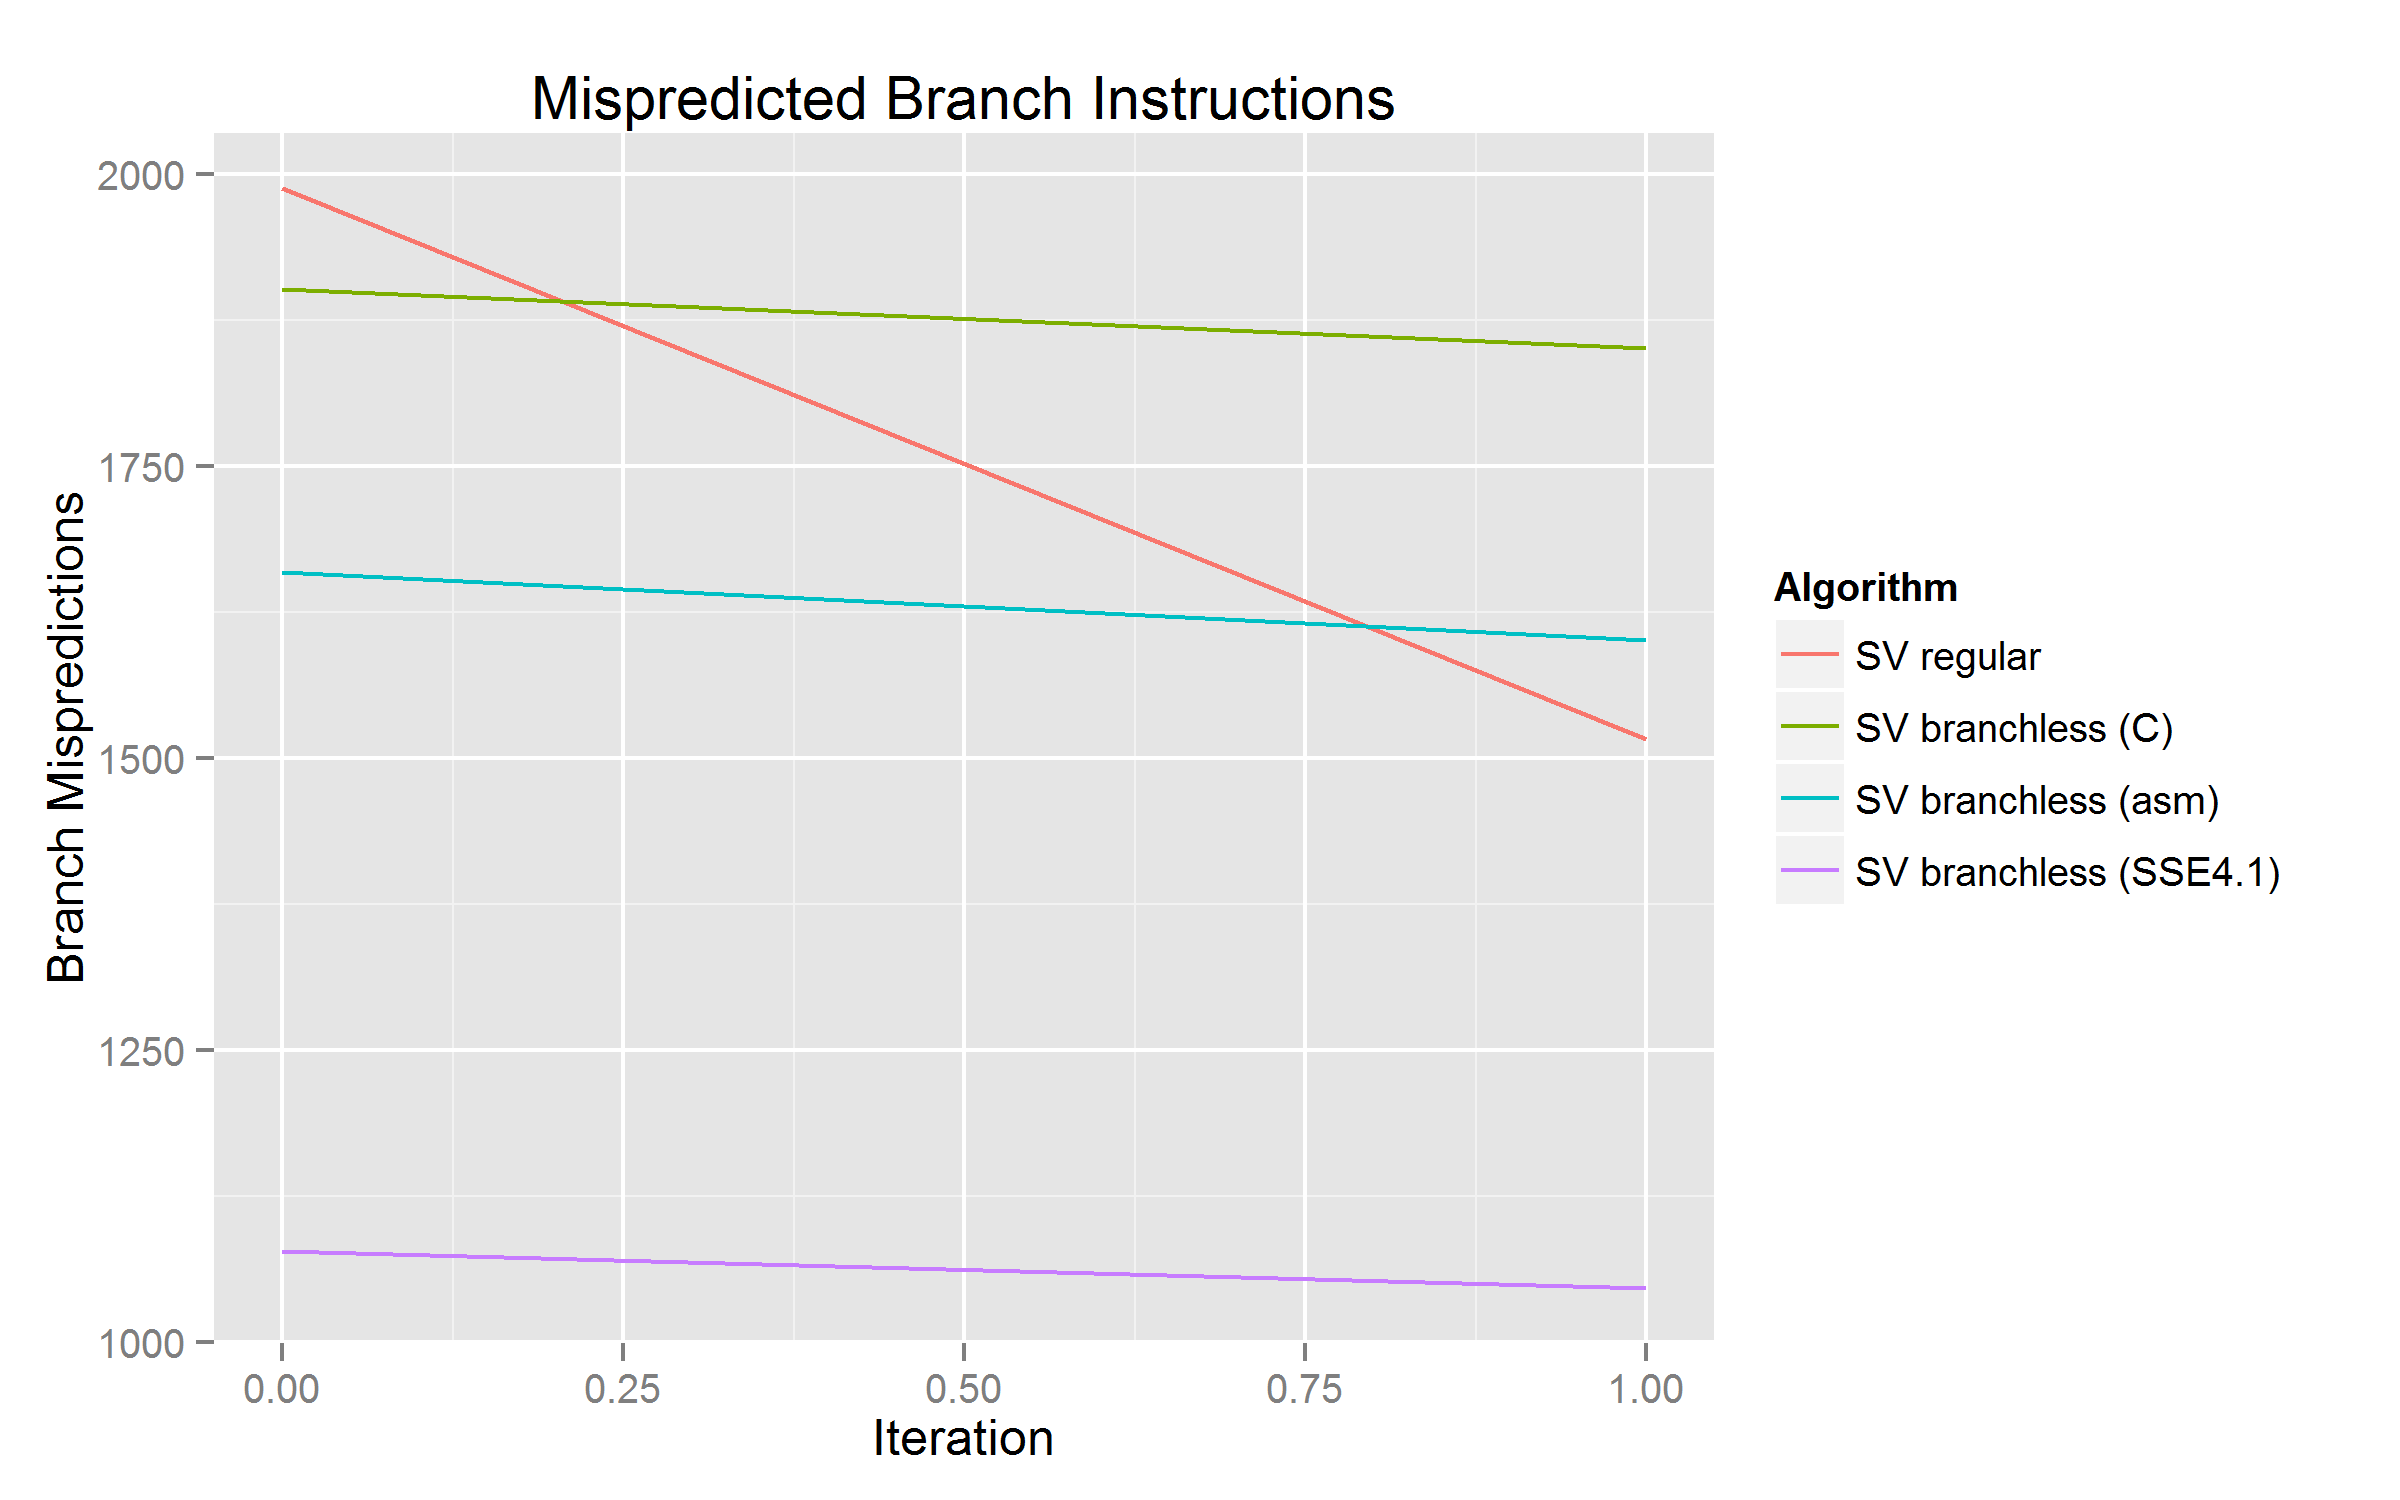 Mispredicted Branch Instructions
Branch Mispredictions
2000
1750
1500
1250
1000
0.00 0.25 0.50 0.75 1.00
Iteration
Algorithm
SV regular
SV branchless (C)
SV branchless (asm)
SV branchless (SSE4.1)